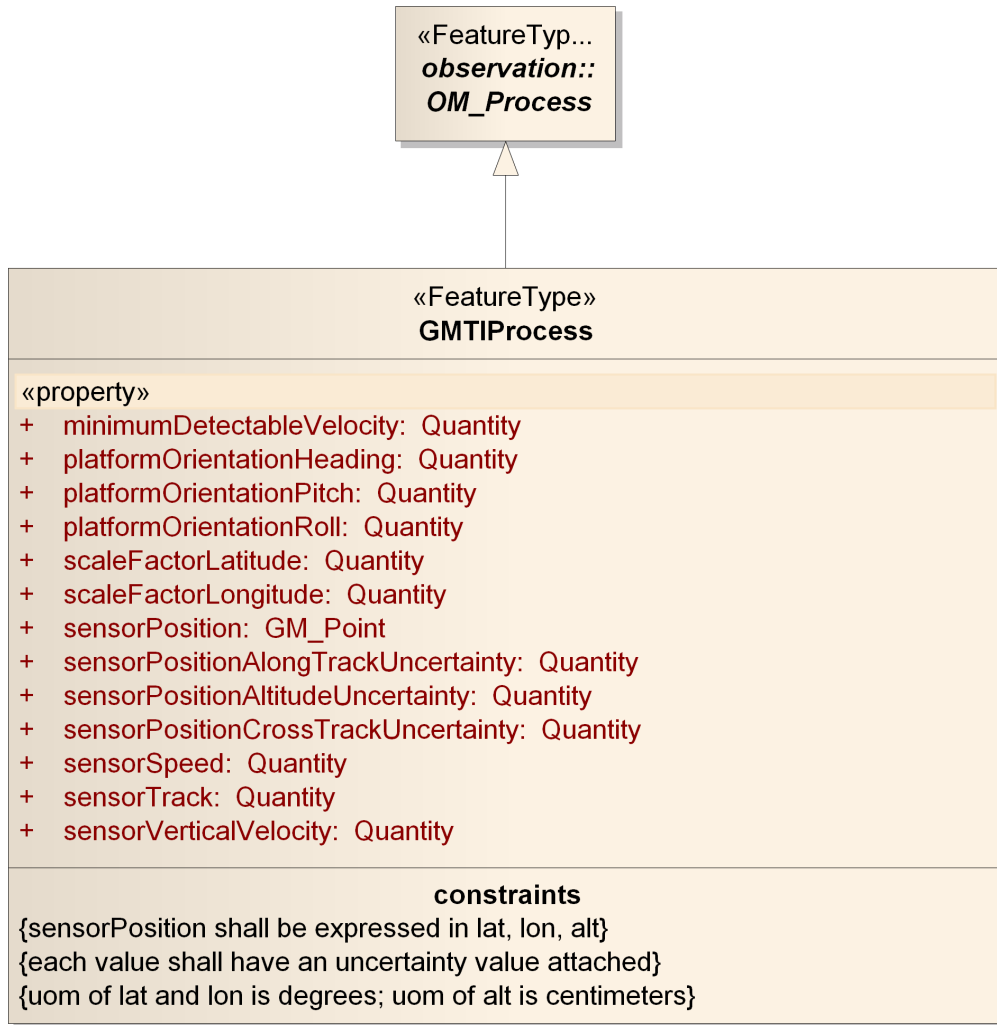 «FeatureTyp...
observation::
OM_Process
«FeatureType»
GMTIProcess
«property»
+ minimumDetectableVelocity: Quantity
+ platformOrientationHeading: Quantity
+ platformOrientationPitch: Quantity
+ platformOrientationRoll: Quantity
+ scaleFactorLatitude: Quantity
+ scaleFactorLongitude: Quantity
+ sensorPosition: GM_Point
+ sensorPositionAlongTrackUncertainty: Quantity
+ sensorPositionAltitudeUncertainty: Quantity
+ sensorPositionCrossTrackUncertainty: Quantity
+ sensorSpeed: Quantity
+ sensorTrack: Quantity
+ sensorVerticalVelocity: Quantity
constraints
{sensorPosition shall be expressed in lat, lon, alt}
{each value shall have an uncertainty value attached}
{uom of lat and lon is degrees; uom of alt is centimeters}